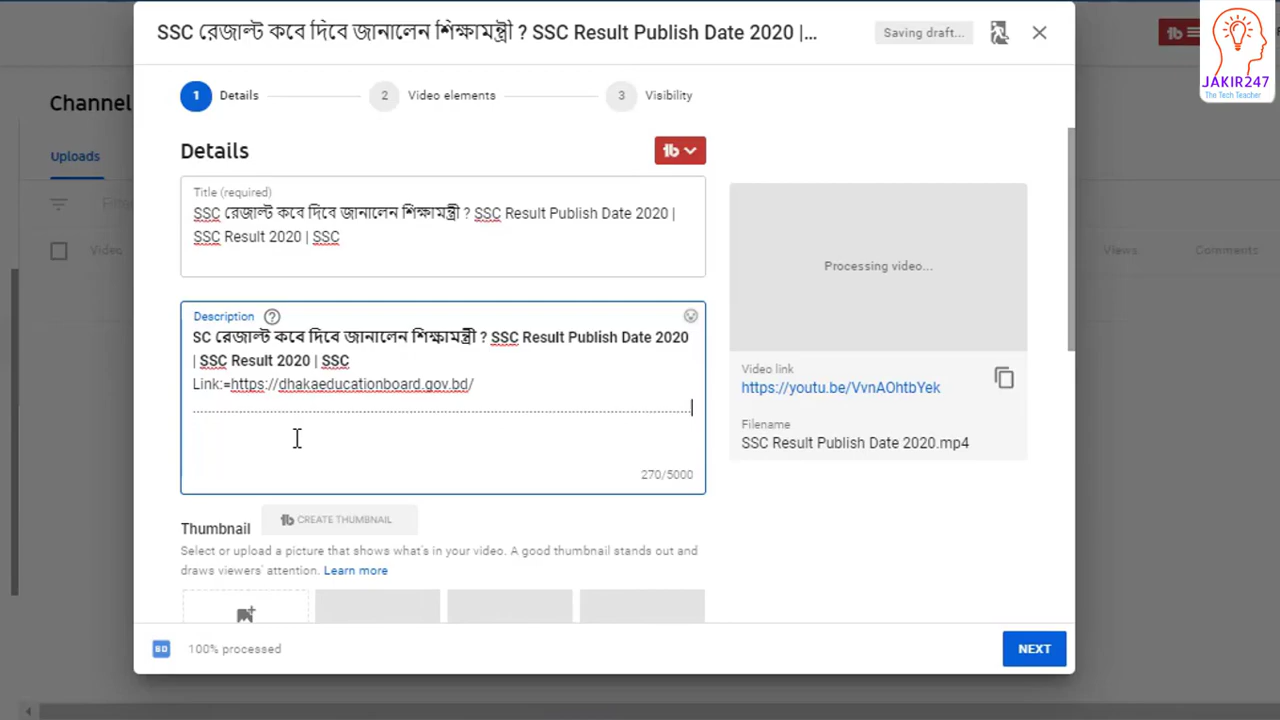 SSC রেজাল্ট কবে দিবে জানালেন শিক্ষামন্ত্রী ? SSC Result Publish Date 2020 |...
Saving draft...
JAKIR247
The Tech Teacher
Channel
1 Details
2 Video elements
3 Visibility
Uploads
Details
Title (required)
SSC রেজাল্ট কবে দিবে জানালেন শিক্ষামন্ত্রী ? SSC Result Publish Date 2020 |
SSC Result 2020 | SSC
Filter
Video
Views
Comments
Processing video...
Description
SC রেজাল্ট কবে দিবে জানালেন শিক্ষামন্ত্রী ? SSC Result Publish Date 2020
| SSC Result 2020 | SSC
Link:=https://dhakaeducationboard.gov.bd/
270/5000
Video link
https://youtu.be/VvnAOhtbYek
Filename
SSC Result Publish Date 2020.mp4
Thumbnail
CREATE THUMBNAIL
Select or upload a picture that shows what's in your video. A good thumbnail stands out and
draws viewers' attention. Learn more
SD
100% processed
NEXT